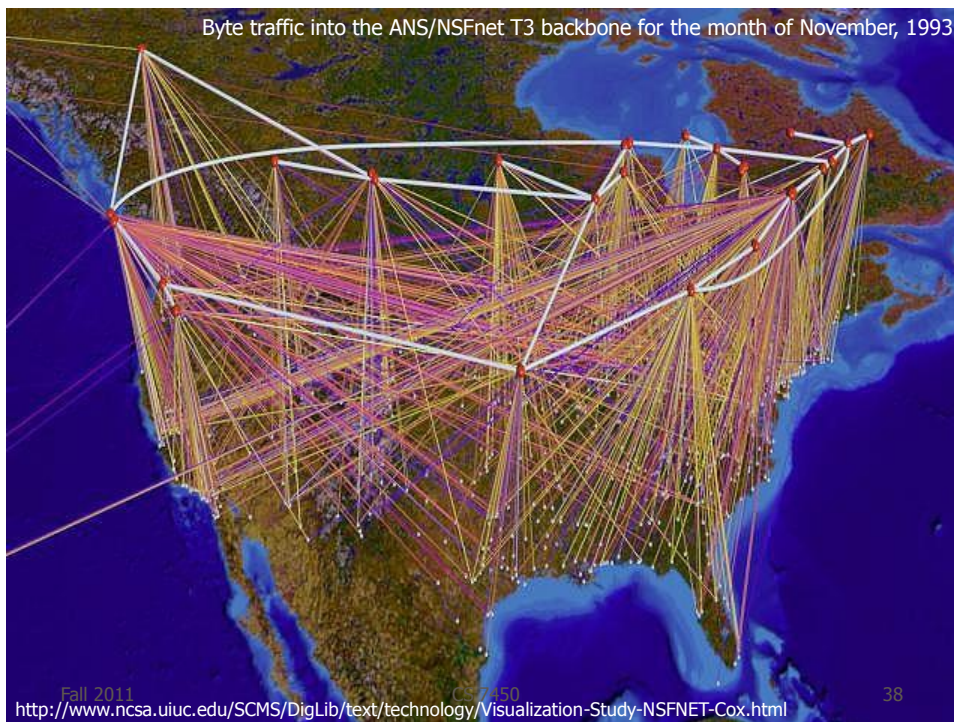 Byte traffic into the ANS/NSFnet T3 backbone for the month of November, 1993
Fall 2011
CS 7450
38
http://www.ncsa.uiuc.edu/SCMS/DigLib/text/technology/Visualization-Study-NSFNET-Cox.html